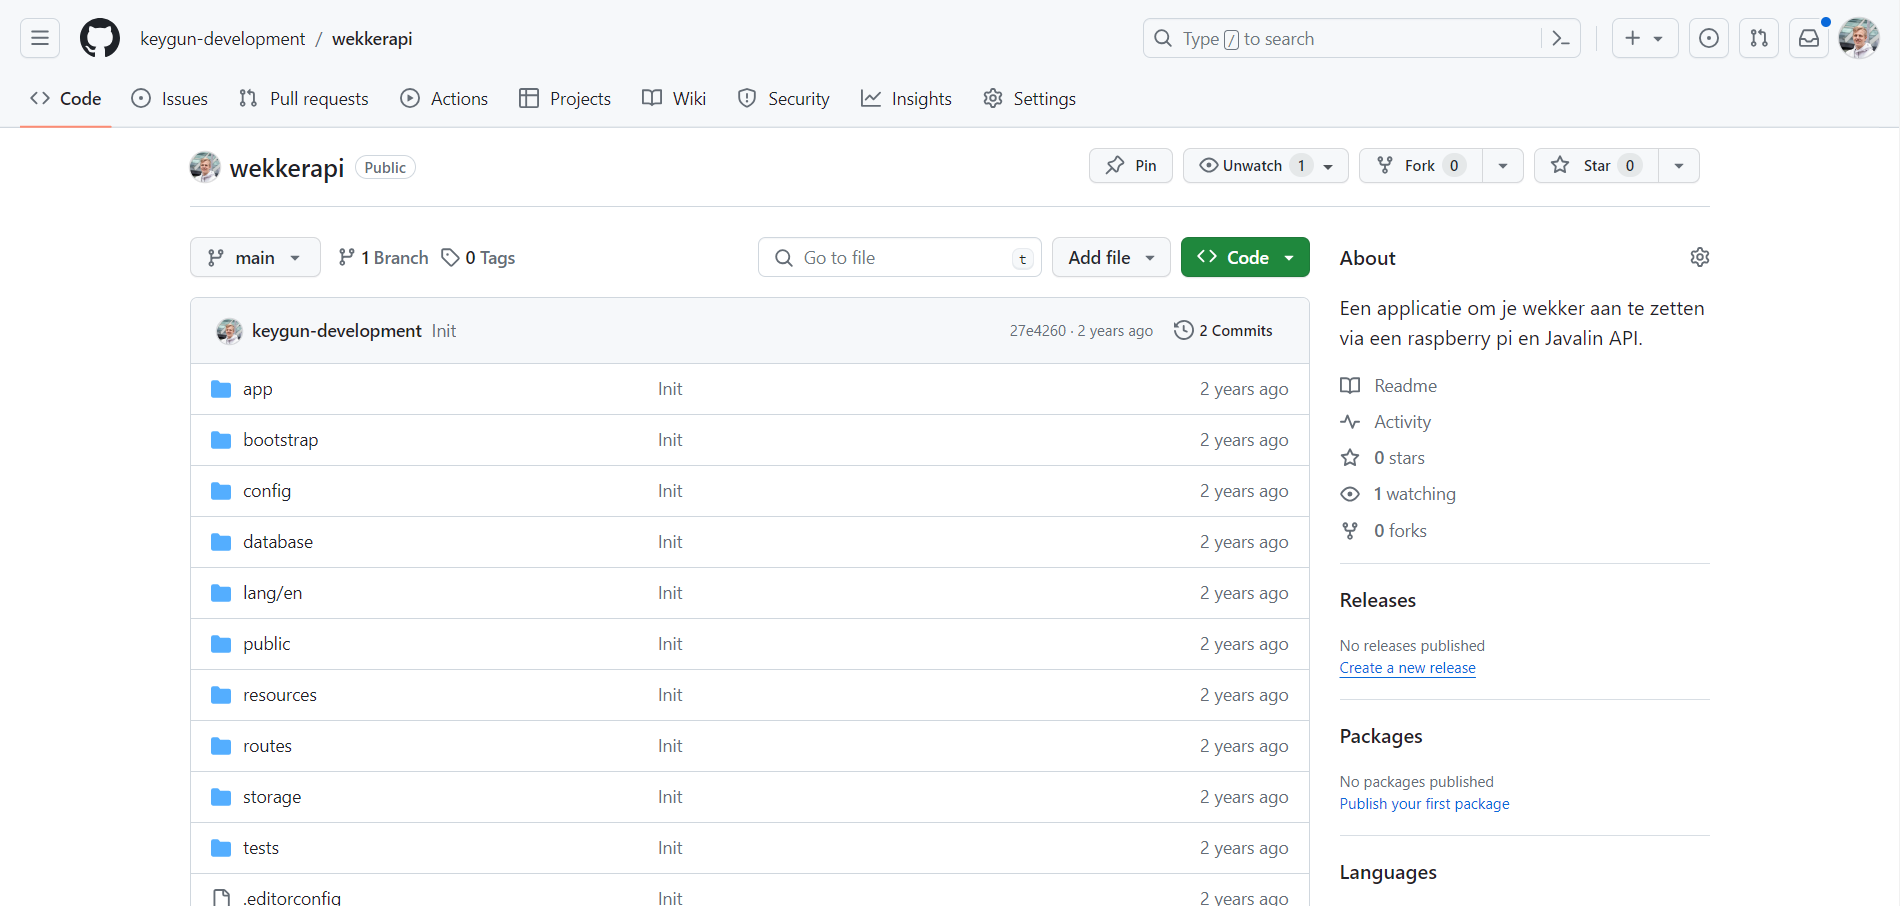 keygun-development / wekkerapi
Type / to search
Code Issues Pull requests Actions Projects Wiki Security Insights Settings
wekkerapi Public
Pin Unwatch 1 Fork 0 Star 0
main 1 Branch 0 Tags
Go to file t Add file Code
keygun-development Init 27e4260 · 2 years ago 2 Commits
app Init 2 years ago
bootstrap Init 2 years ago
config Init 2 years ago
database Init 2 years ago
lang/en Init 2 years ago
public Init 2 years ago
resources Init 2 years ago
routes Init 2 years ago
storage Init 2 years ago
tests Init 2 years ago
.editorconfig Init 2 years ago
About
Een applicatie om je wekker aan te zetten
via een raspberry pi en Javalin API.
Readme
Activity
0 stars
1 watching
0 forks
Releases
No releases published
Create a new release
Packages
No packages published
Publish your first package
Languages